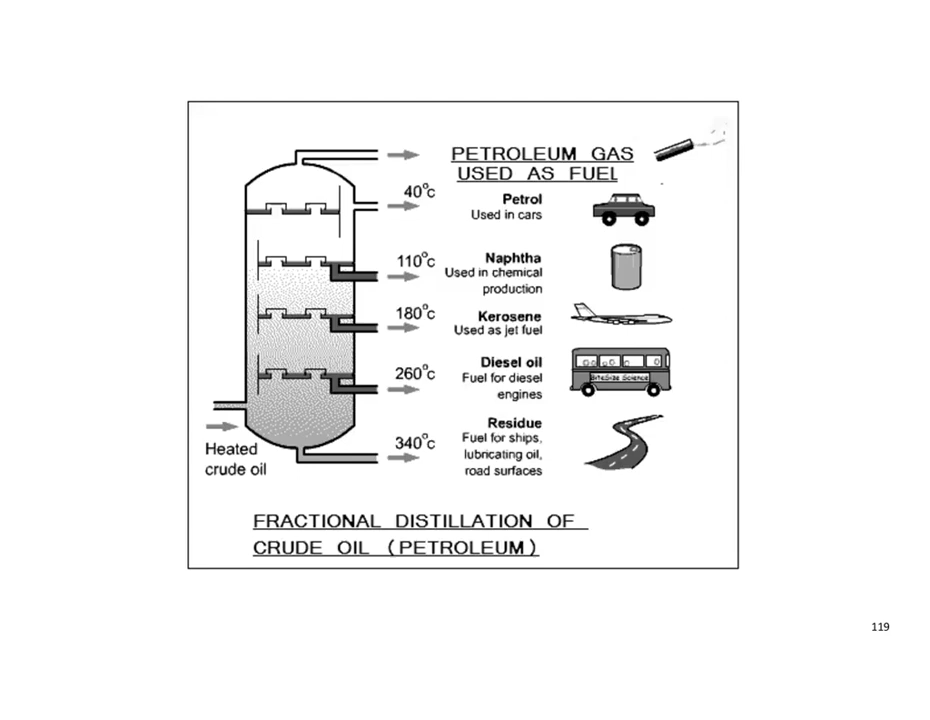 PETROLEUM GAS
USED AS FUEL
40°C
Petrol
Used in cars
110°C
Naphtha
Used in chemical
production
180°C
Kerosene
Used as jet fuel
260°C
Diesel oil
Fuel for diesel
engines
BiteSize Science
340°C
Residue
Fuel for ships,
lubricating oil,
road surfaces
Heated
crude oil
FRACTIONAL DISTILLATION OF
CRUDE OIL (PETROLEUM)
119